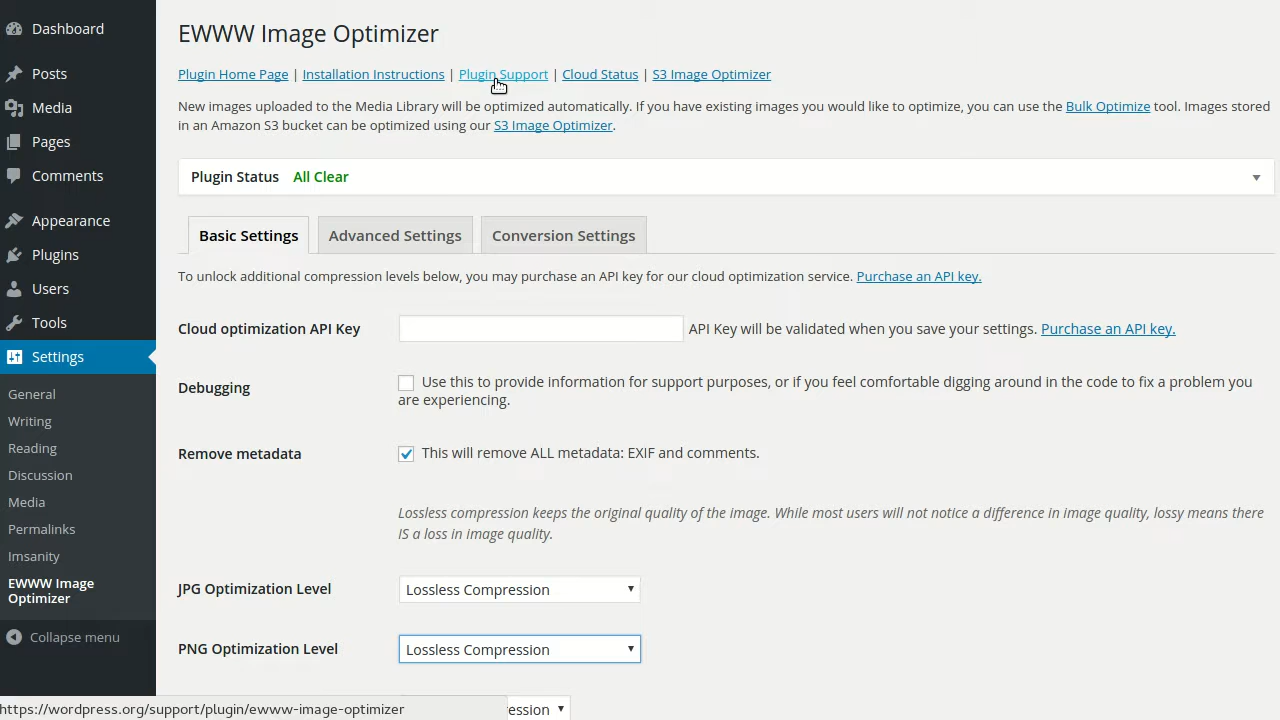 Dashboard
Posts
Media
Pages
Comments
Appearance
Plugins
Users
Tools
Settings
General
Writing
Reading
Discussion
Media
Permalinks
Imsanity
EWWW Image
Optimizer
Collapse menu
EWWW Image Optimizer
Plugin Home Page | Installation Instructions | Plugin Support | Cloud Status | S3 Image Optimizer
New images uploaded to the Media Library will be optimized automatically. If you have existing images you would like to optimize, you can use the Bulk Optimize tool. Images stored
in an Amazon S3 bucket can be optimized using our S3 Image Optimizer.
Plugin Status All Clear
Basic Settings Advanced Settings Conversion Settings
To unlock additional compression levels below, you may purchase an API key for our cloud optimization service. Purchase an API key.
Cloud optimization API Key API Key will be validated when you save your settings. Purchase an API key.
Debugging Use this to provide information for support purposes, or if you feel comfortable digging around in the code to fix a problem you
are experiencing.
Remove metadata This will remove ALL metadata: EXIF and comments.
Lossless compression keeps the original quality of the image. While most users will not notice a difference in image quality, lossy means there
IS a loss in image quality.
JPG Optimization Level Lossless Compression
PNG Optimization Level Lossless Compression
https://wordpress.org/support/plugin/ewww-image-optimizer